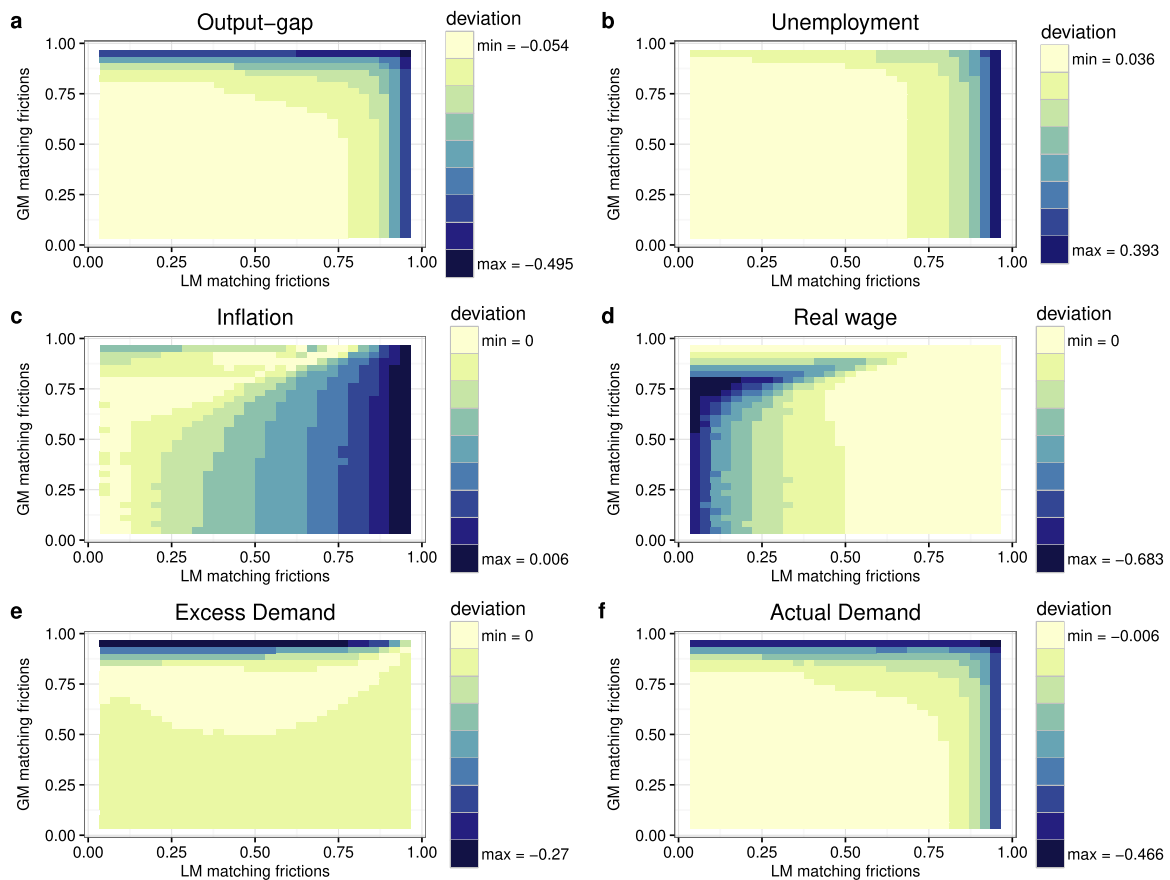 a
Output−gap
deviation
min = −0.054
max = −0.495
1.00
0.75
0.50
0.25
0.00
0.00 0.25 0.50 0.75 1.00
LM matching frictions
GM matching frictions
b
Unemployment
deviation
min = 0.036
max = 0.393
1.00
0.75
0.50
0.25
0.00
0.00 0.25 0.50 0.75 1.00
LM matching frictions
GM matching frictions
c
Inflation
deviation
min = 0
max = 0.006
1.00
0.75
0.50
0.25
0.00
0.00 0.25 0.50 0.75 1.00
LM matching frictions
GM matching frictions
d
Real wage
deviation
min = 0
max = −0.683
1.00
0.75
0.50
0.25
0.00
0.00 0.25 0.50 0.75 1.00
LM matching frictions
GM matching frictions
e
Excess Demand
deviation
min = 0
max = −0.27
1.00
0.75
0.50
0.25
0.00
0.00 0.25 0.50 0.75 1.00
LM matching frictions
GM matching frictions
f
Actual Demand
deviation
min = −0.006
max = −0.466
1.00
0.75
0.50
0.25
0.00
0.00 0.25 0.50 0.75 1.00
LM matching frictions
GM matching frictions